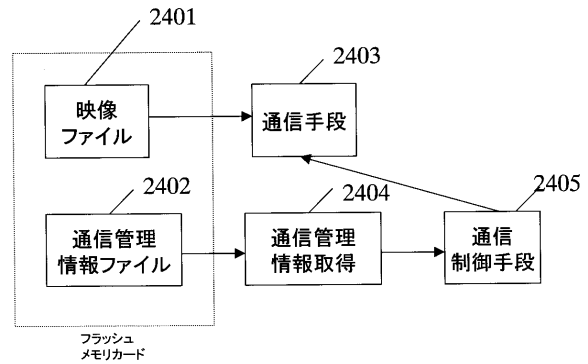 2401
2403
映像
ファイル
通信手段
2402
2404
2405
通信管理
情報ファイル
通信管理
情報取得
通信
制御手段
フラッシュ
メモリカード